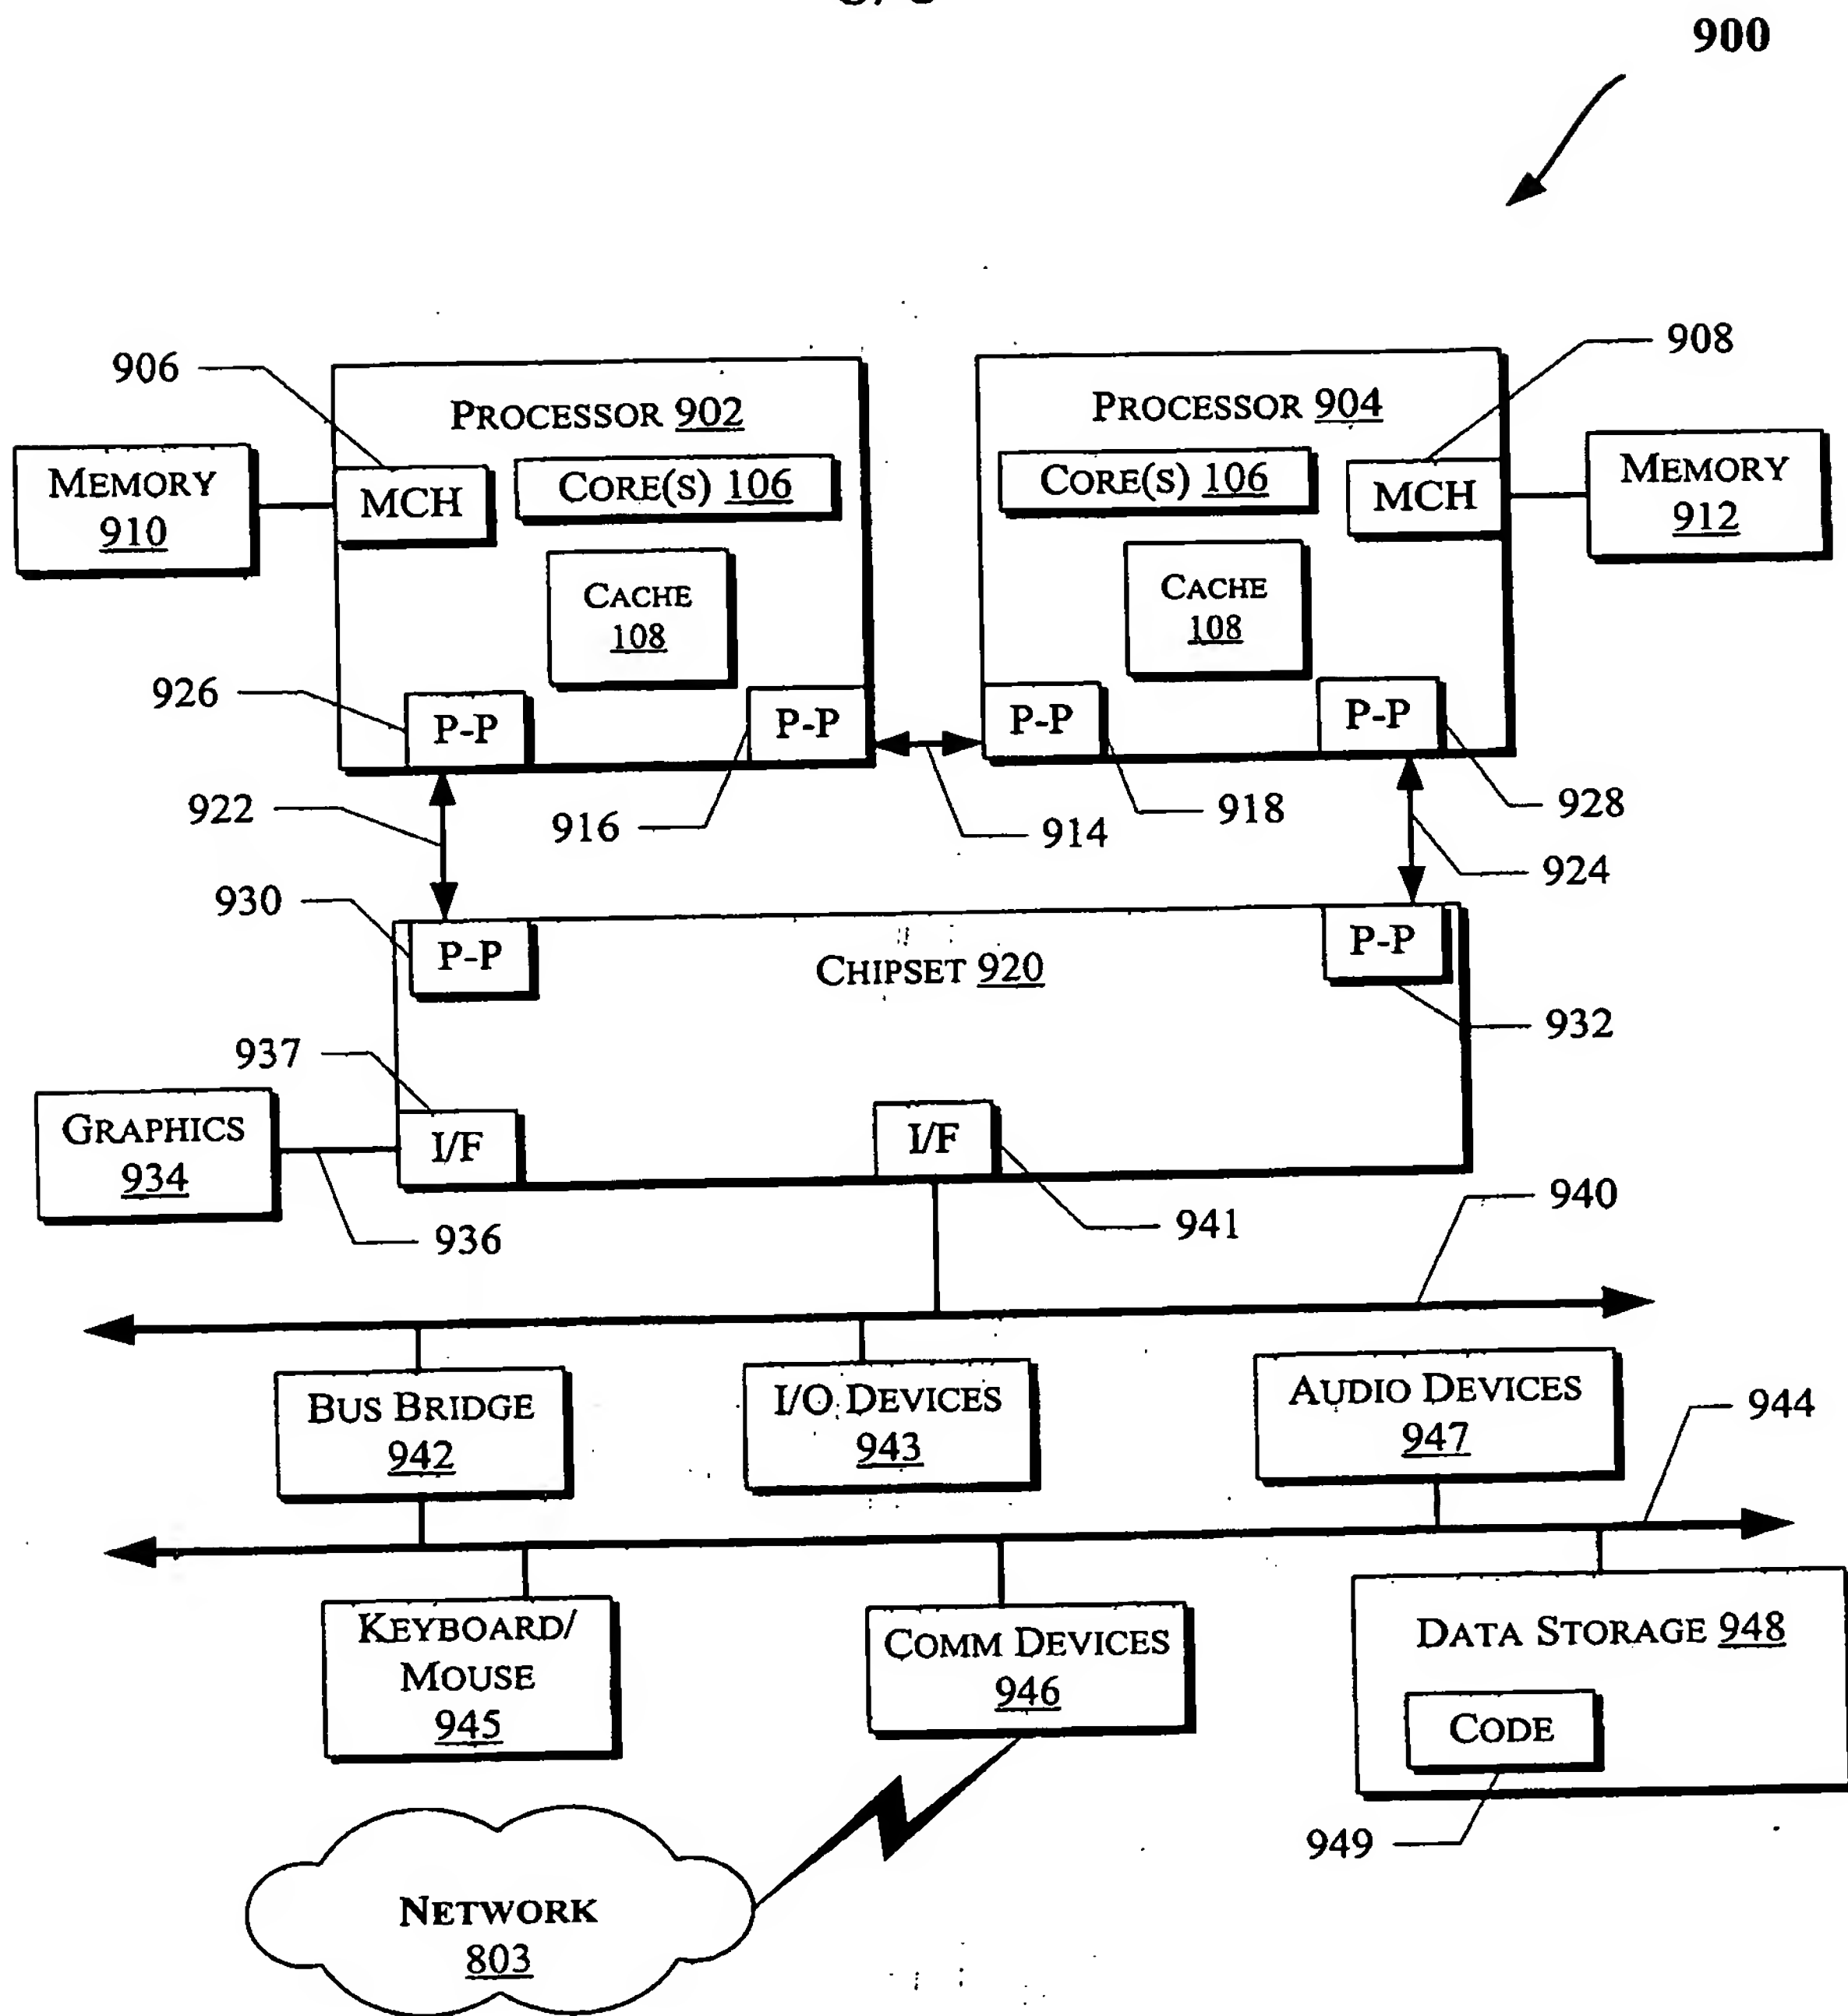 900
906
908
PROCESSOR 902
PROCESSOR 904
MEMORY
910
MCH
CORE(S) 106
CORE(S) 106
MCH
MEMORY
912
CACHE
108
CACHE
108
926
P-P
P-P
P-P
P-P
922
916
914
918
928
924
930
P-P
CHIPSET 920
P-P
932
937
GRAPHICS
934
I/F
I/F
936
941
940
BUS BRIDGE
942
I/O DEVICES
943
AUDIO DEVICES
947
944
KEYBOARD/
MOUSE
945
COMM DEVICES
946
DATA STORAGE 948
CODE
949
NETWORK
803